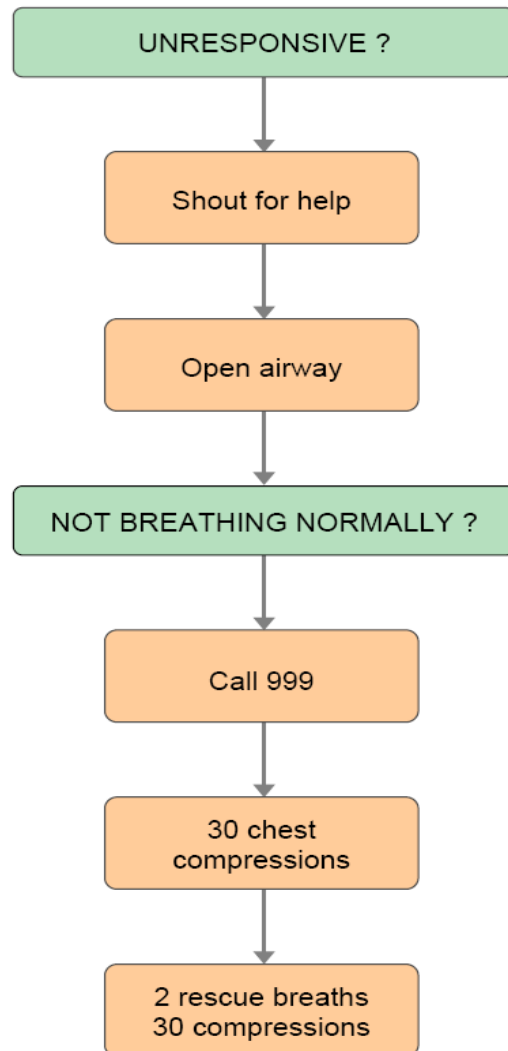 UNRESPONSIVE ?
Shout for help
Open airway
NOT BREATHING NORMALLY ?
Call 999
30 chest
compressions
2 rescue breaths
30 compressions